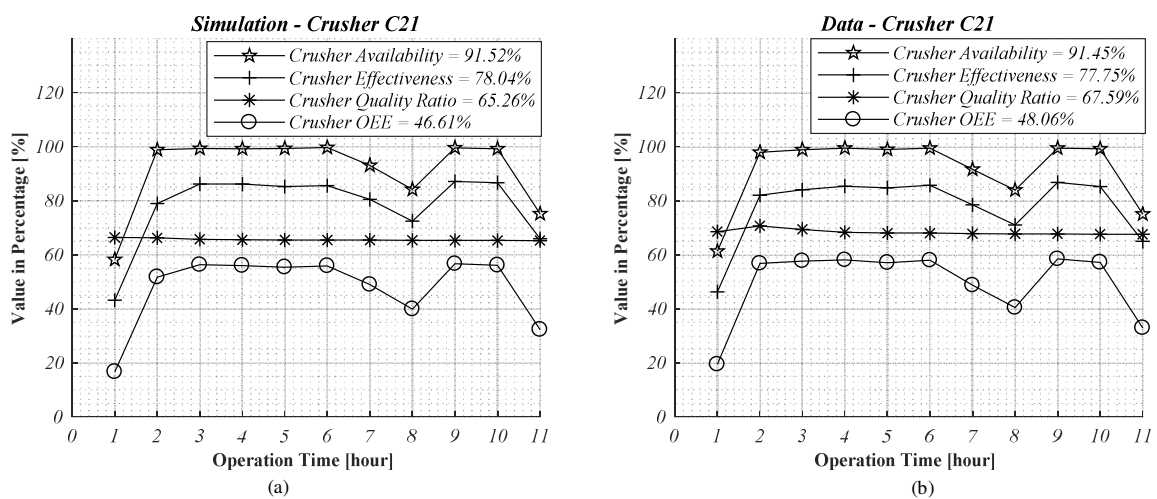 Simulation - Crusher C21
Crusher Availability = 91.52%
Crusher Effectiveness = 78.04%
Crusher Quality Ratio = 65.26%
Crusher OEE = 46.61%
Value in Percentage [%]
120
100
80
60
40
20
0
0 1 2 3 4 5 6 7 8 9 10 11
Operation Time [hour]
(a)
Data - Crusher C21
Crusher Availability = 91.45%
Crusher Effectiveness = 77.75%
Crusher Quality Ratio = 67.59%
Crusher OEE = 48.06%
Value in Percentage [%]
120
100
80
60
40
20
0
0 1 2 3 4 5 6 7 8 9 10 11
Operation Time [hour]
(b)